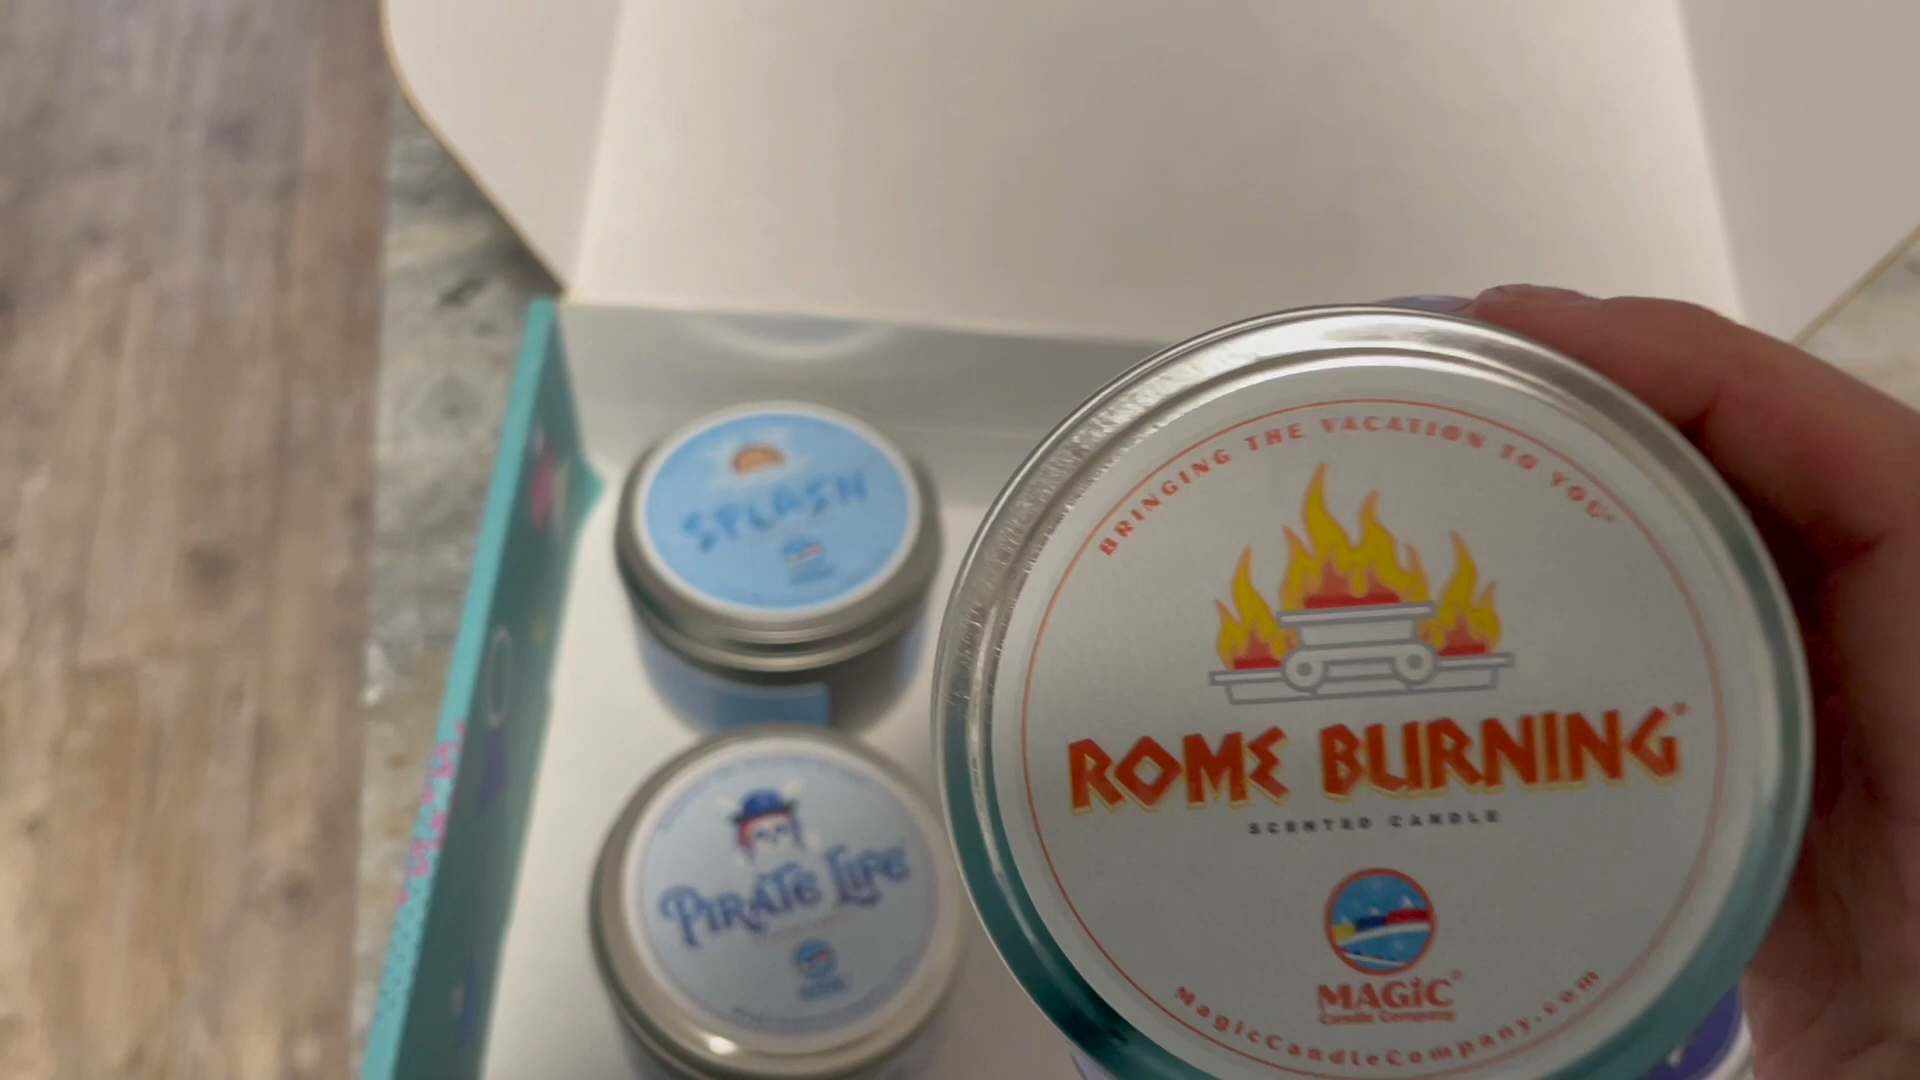 SPLASH
PIRATE LIFE
BRINGING THE VACATION TO YOU
ROME BURNING®
SCENTED CANDLE
MAGiC®
Candle Company
MagicCandleCompany.com